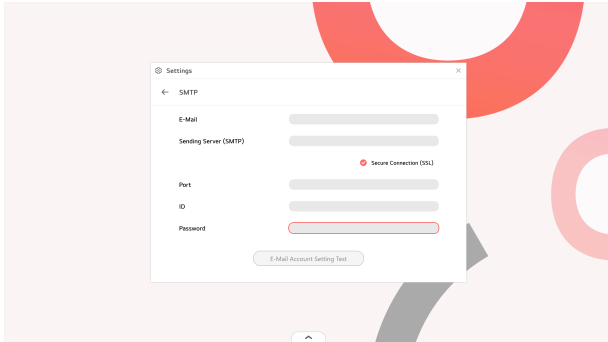 Settings
SMTP
E-Mail
Sending Server (SMTP)
Secure Connection (SSL)
Port
ID
Password
E-Mail Account Setting Test